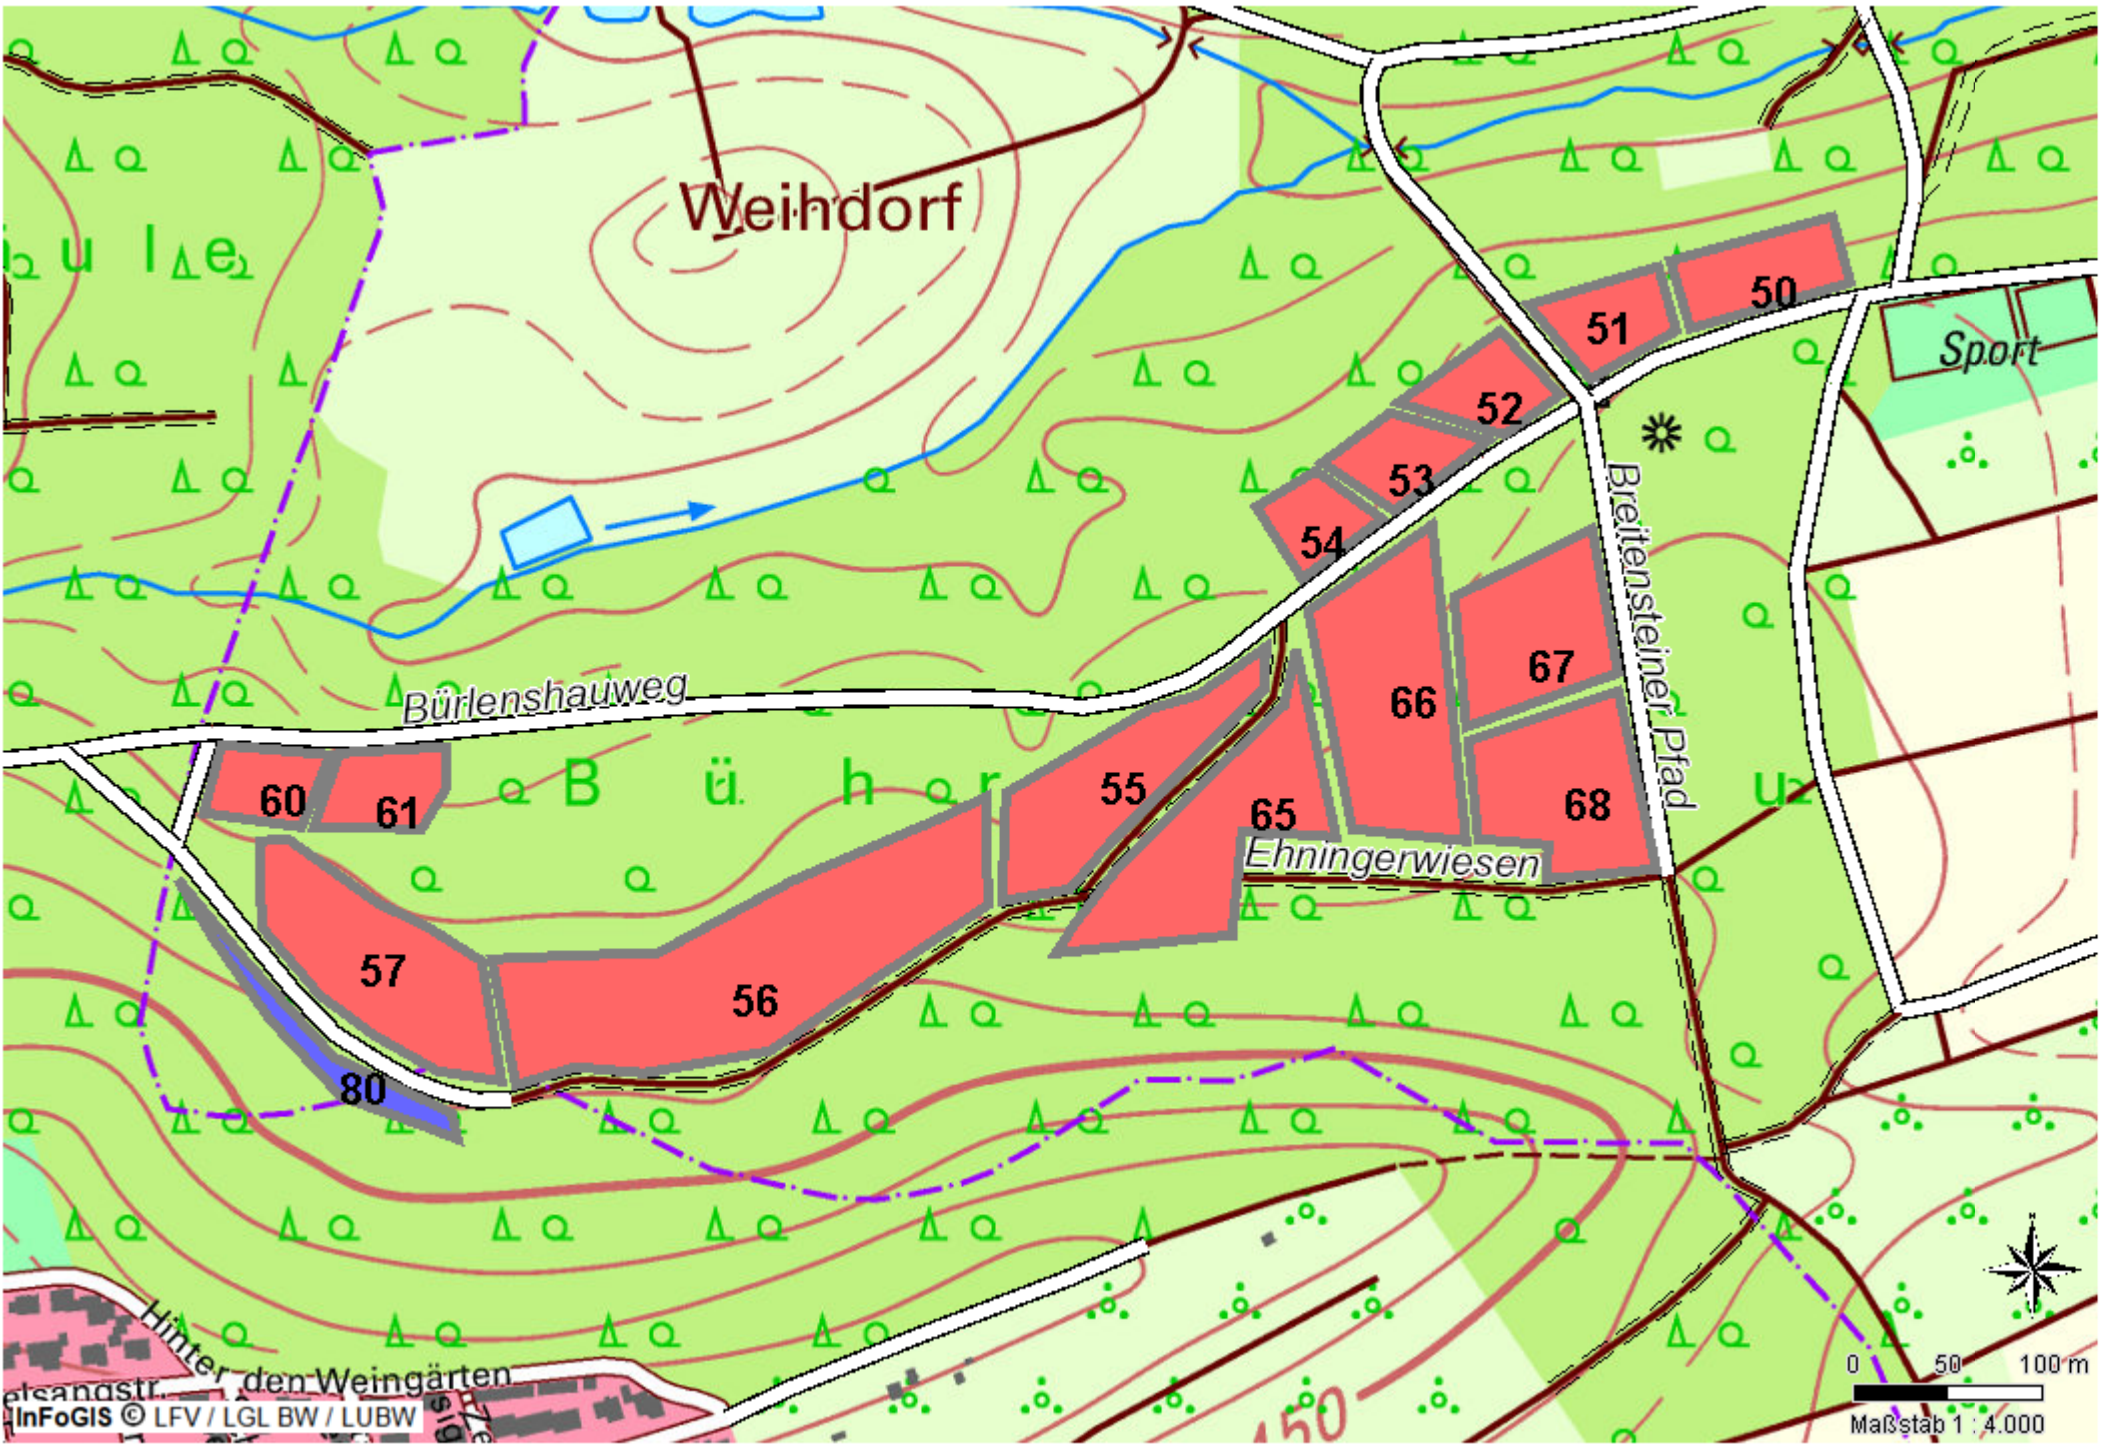 Weihdorf
u l e
50
51
Sport
52
53
54
Breitensteiner Pfad
67
66
Bürlenshauweg
B ü h r
u
60
61
55
65
68
Ehningerwiesen
57
56
80
Hinter den Weingärten
elsangstr.
InFoGIS © LFV / LGL BW / LUBW
450
0 50 100 m
Maßstab 1 : 4.000